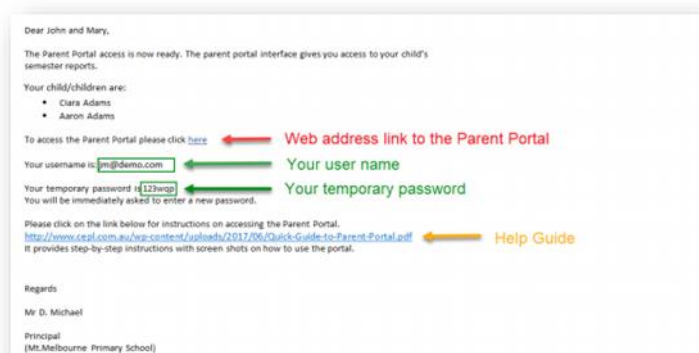 Dear John and Mary,
The Parent Portal access is now ready. The parent portal interface gives you access to your child's
semester reports.
Your child/children are:
• Ciara Adams
• Aaron Adams
To access the Parent Portal please click here Web address link to the Parent Portal
Your username is: jm@demo.com Your user name
Your temporary password is 123wqp Your temporary password
You will be immediately asked to enter a new password.
Please click on the link below for instructions on accessing the Parent Portal.
http://www.cepl.com.au/wp-content/uploads/2017/06/Quick-Guide-to-Parent-Portal.pdf Help Guide
It provides step-by-step instructions with screen shots on how to use the portal.
Regards
Mr D. Michael
Principal
(Mt.Melbourne Primary School)